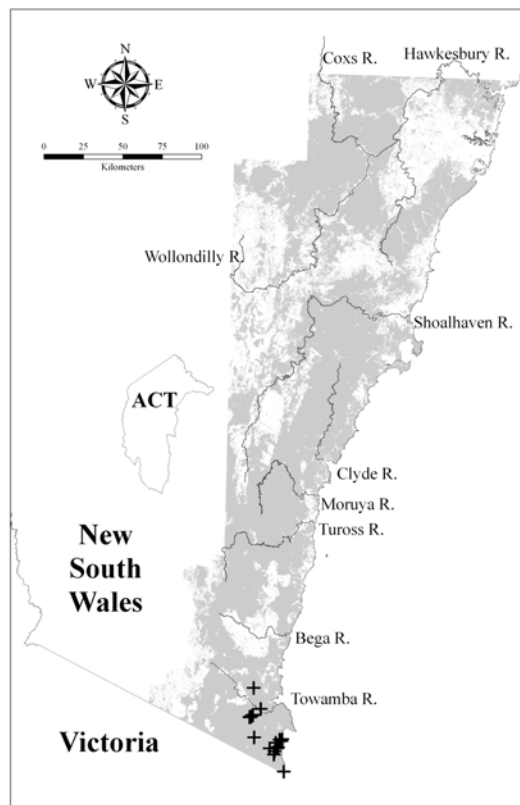 N
W E
S
0 25 50 75 100
Kilometers
Coxs R.
Hawkesbury R.
Wollondilly R.
Shoalhaven R.
ACT
Clyde R.
Moruya R.
Tuross R.
New
South
Wales
Bega R.
Towamba R.
Victoria